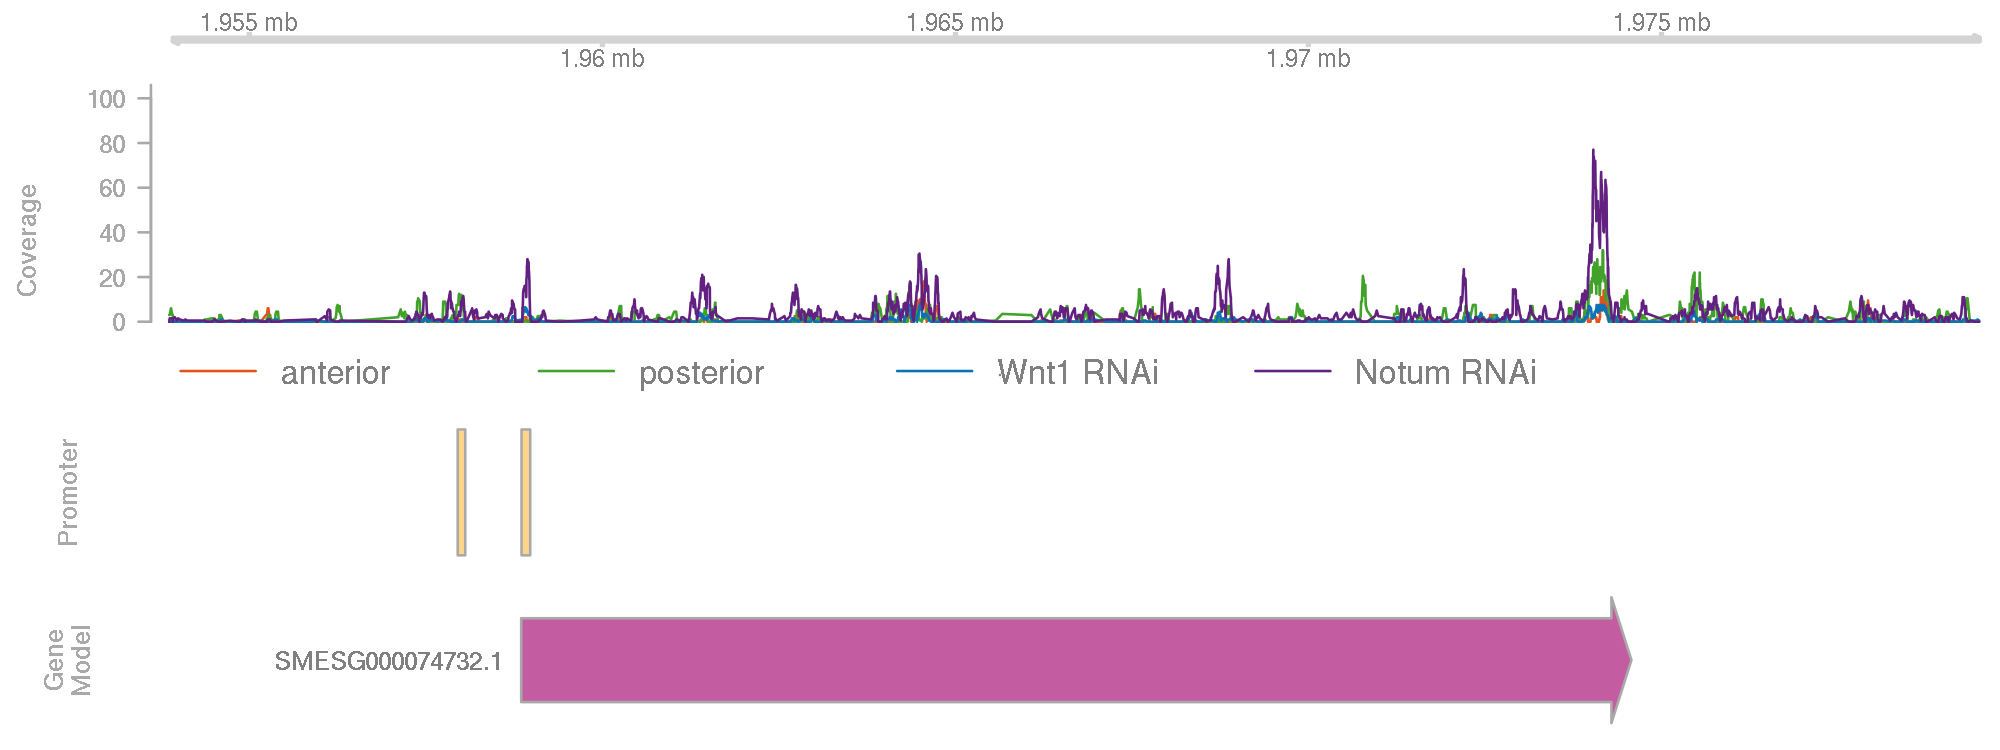 1.955 mb
1.965 mb
1.975 mb
1.96 mb
1.97 mb
100
80
60
40
20
0
Coverage
anterior
posterior
Wnt1 RNAi
Notum RNAi
Promoter
Gene
Model
SMESG000074732.1